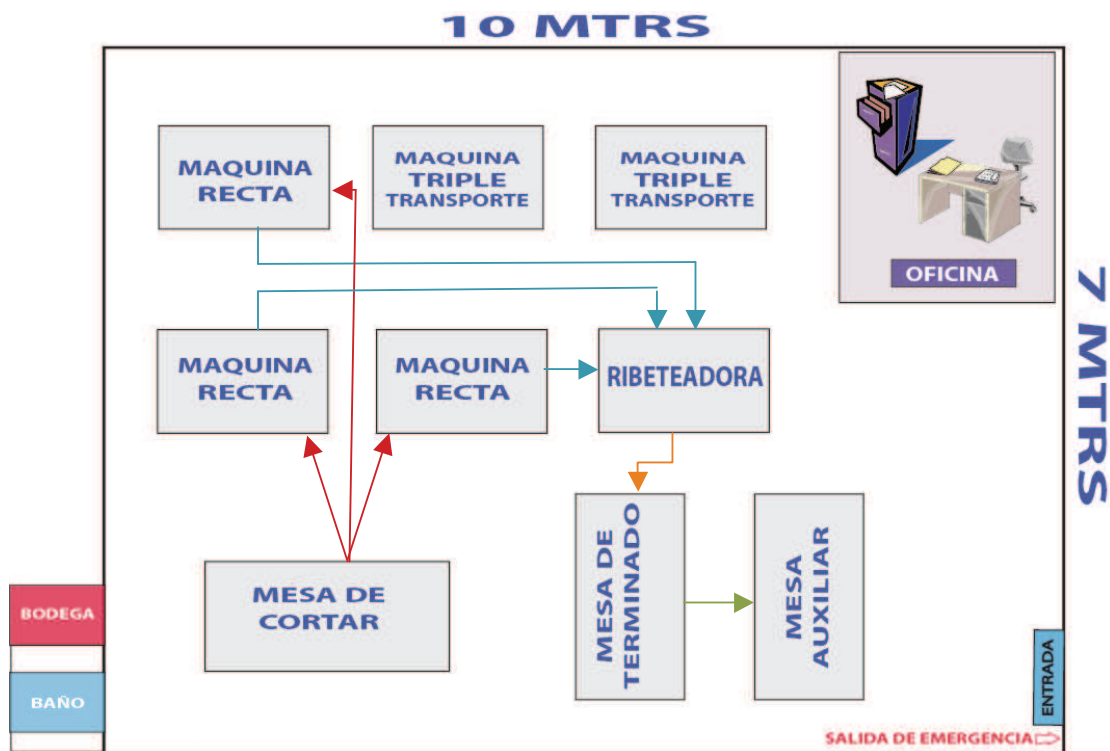 10 MTRS
MAQUINA
RECTA
MAQUINA
TRIPLE
TRANSPORTE
MAQUINA
TRIPLE
TRANSPORTE
OFICINA
7 MTRS
MAQUINA
RECTA
MAQUINA
RECTA
RIBETEADORA
MESA DE
CORTAR
MESA DE
TERMINADO
MESA
AUXILIAR
BODEGA
BAÑO
ENTRADA
SALIDA DE EMERGENCIA